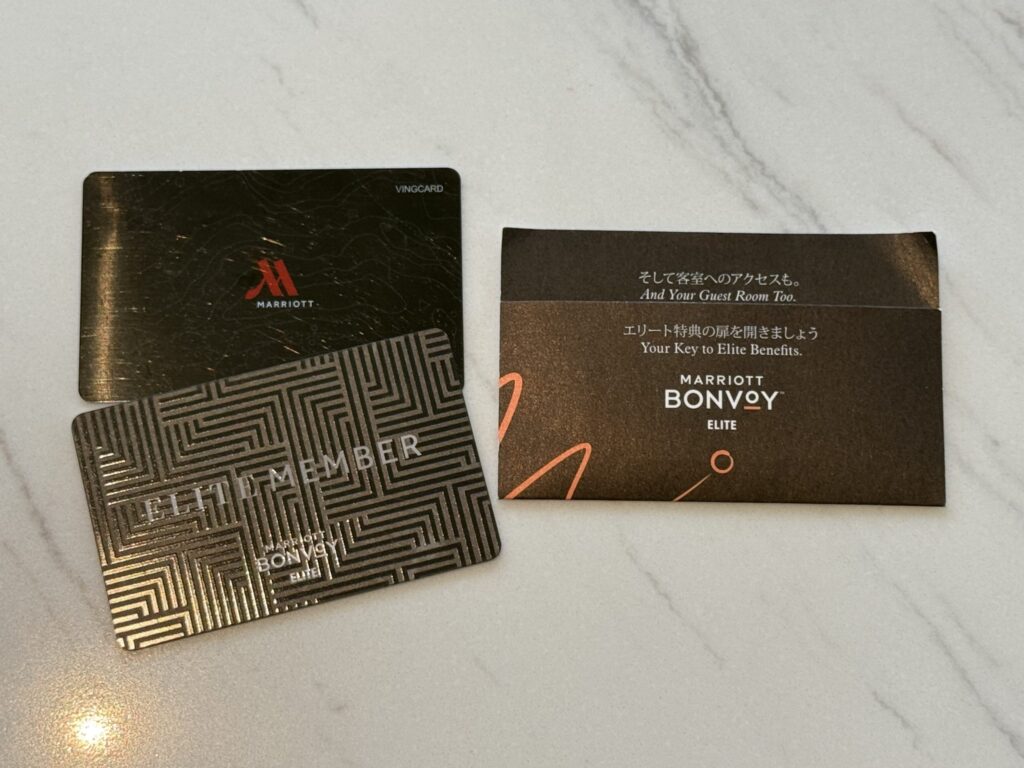 VINGCARD
MARRIOTT
ELITE MEMBER
MARRIOTT
BONVOY
ELITE
そして客室へのアクセスも。
And Your Guest Room Too.
エリート特典の扉を開きましょう
Your Key to Elite Benefits.
MARRIOTT
BONVOY™
ELITE